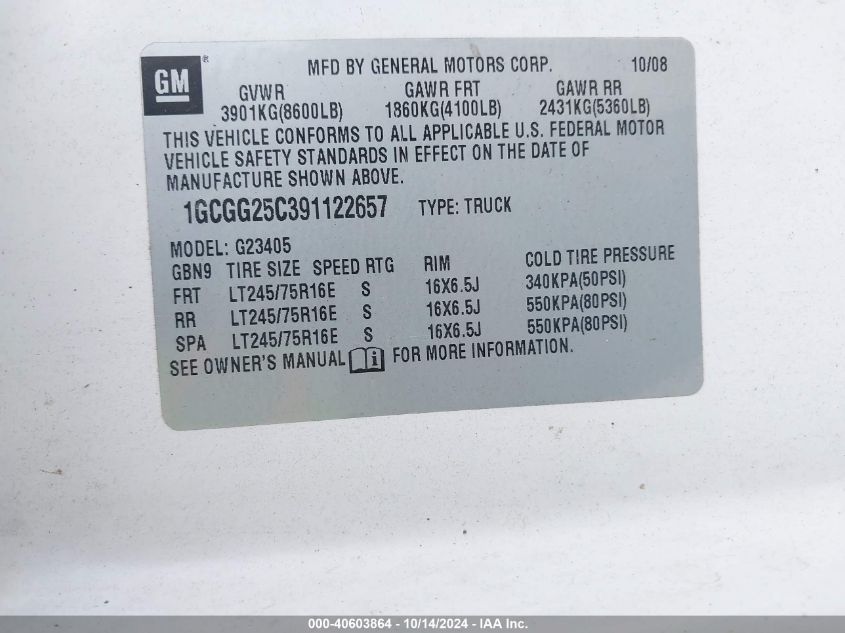 GM® MFD BY GENERAL MOTORS CORP. 10/08
GVWR GAWR FRT GAWR RR
3901KG(8600LB) 1860KG(4100LB) 2431KG(5360LB)
THIS VEHICLE CONFORMS TO ALL APPLICABLE U.S. FEDERAL MOTOR
VEHICLE SAFETY STANDARDS IN EFFECT ON THE DATE OF
MANUFACTURE SHOWN ABOVE.
1GCGG25C391122657 TYPE: TRUCK
MODEL: G23405
GBN9 TIRE SIZE SPEED RTG RIM COLD TIRE PRESSURE
FRT LT245/75R16E S 16X6.5J 340KPA(50PSI)
RR LT245/75R16E S 16X6.5J 550KPA(80PSI)
SPA LT245/75R16E S 16X6.5J 550KPA(80PSI)
SEE OWNER'S MANUAL i FOR MORE INFORMATION.
000-40603864 - 10/14/2024 - IAA Inc.